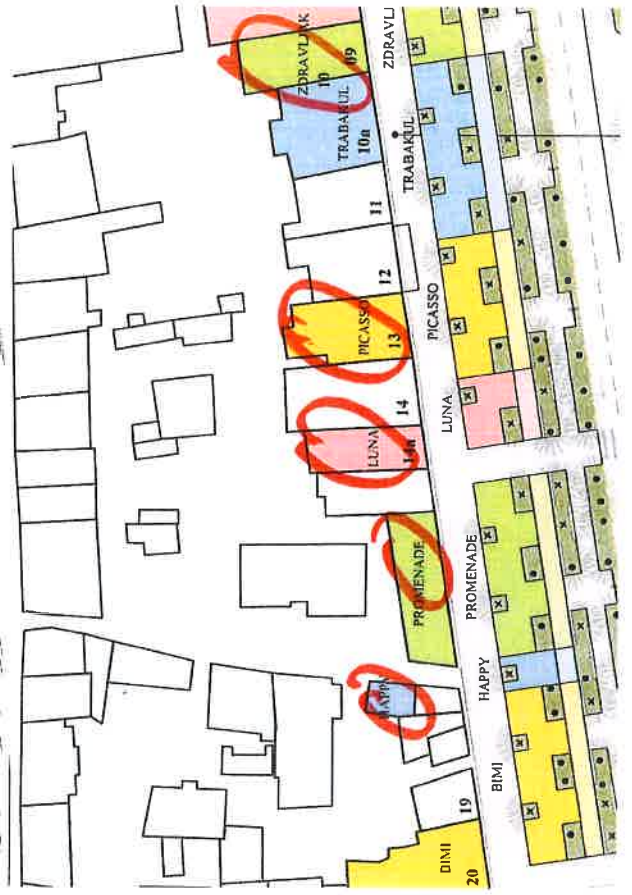 ZDRAVLJAK
10
09
ZDRAVLJ
TRABAKUL
10a
TRABAKUL
11
12
PICASSO
13
PICASSO
14
LUNA
14a
LUNA
PROMENADE
PROMENADE
HAPPY
HAPPY
19
BIMI
DIMI
20